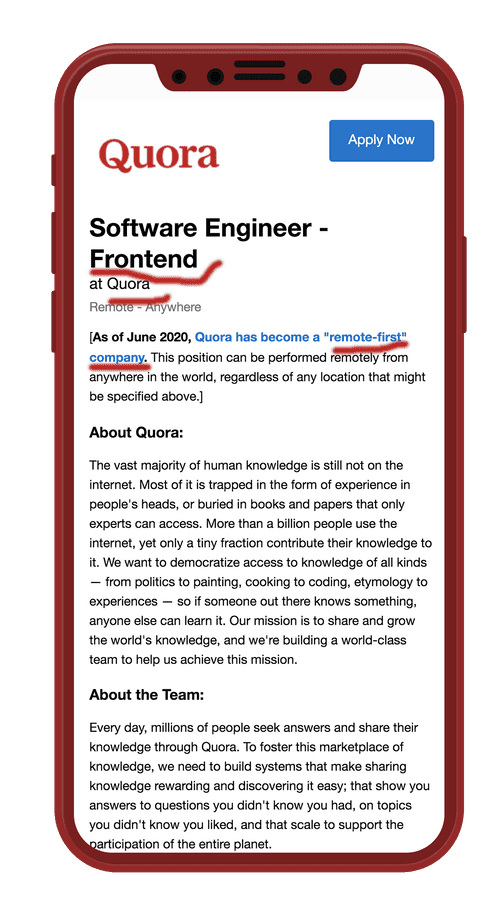 Quora
Apply Now
Software Engineer -
Frontend
at Quora
Remote - Anywhere
[As of June 2020, Quora has become a "remote-first"
company. This position can be performed remotely from
anywhere in the world, regardless of any location that might
be specified above.]
About Quora:
The vast majority of human knowledge is still not on the
internet. Most of it is trapped in the form of experience in
people's heads, or buried in books and papers that only
experts can access. More than a billion people use the
internet, yet only a tiny fraction contribute their knowledge to
it. We want to democratize access to knowledge of all kinds
— from politics to painting, cooking to coding, etymology to
experiences — so if someone out there knows something,
anyone else can learn it. Our mission is to share and grow
the world's knowledge, and we're building a world-class
team to help us achieve this mission.
About the Team:
Every day, millions of people seek answers and share their
knowledge through Quora. To foster this marketplace of
knowledge, we need to build systems that make sharing
knowledge rewarding and discovering it easy; that show you
answers to questions you didn't know you had, on topics
you didn't know you liked, and that scale to support the
participation of the entire planet.